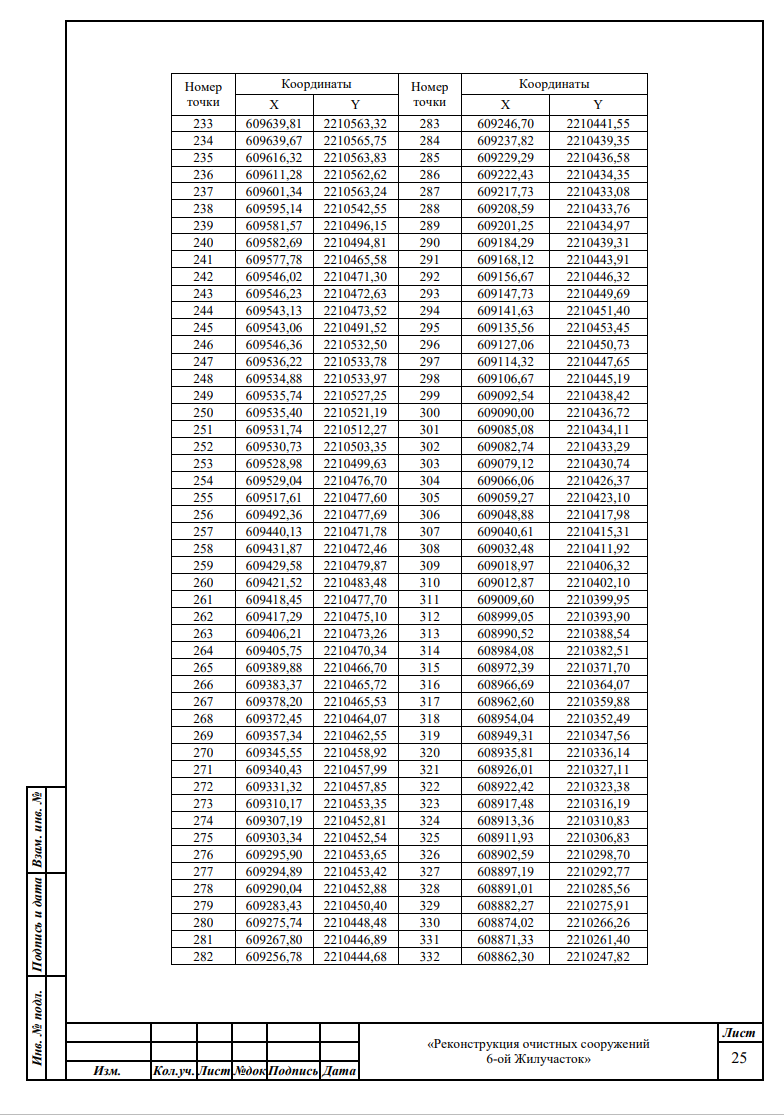 Номер точки Координаты Номер точки Координаты
X Y X Y
233 609639,81 2210563,32 283 609246,70 2210441,55
234 609639,67 2210565,75 284 609237,82 2210439,35
235 609616,32 2210563,83 285 609229,29 2210436,58
236 609611,28 2210562,62 286 609222,43 2210434,35
237 609601,34 2210563,24 287 609217,73 2210433,08
238 609595,14 2210542,55 288 609208,59 2210433,76
239 609581,57 2210496,15 289 609201,25 2210434,97
240 609582,69 2210494,81 290 609184,29 2210439,31
241 609577,78 2210465,58 291 609168,12 2210443,91
242 609546,02 2210471,30 292 609156,67 2210446,32
243 609546,23 2210472,63 293 609147,73 2210449,69
244 609543,13 2210473,52 294 609141,63 2210451,40
245 609543,06 2210491,52 295 609135,56 2210453,45
246 609546,36 2210532,50 296 609127,06 2210450,73
247 609536,22 2210533,78 297 609114,32 2210447,65
248 609534,88 2210533,97 298 609106,67 2210445,19
249 609535,74 2210527,25 299 609092,54 2210438,42
250 609535,40 2210521,19 300 609090,00 2210436,72
251 609531,74 2210512,27 301 609085,08 2210434,11
252 609530,73 2210503,35 302 609082,74 2210433,29
253 609528,98 2210499,63 303 609079,12 2210430,74
254 609529,04 2210476,70 304 609066,06 2210426,37
255 609517,61 2210477,60 305 609059,27 2210423,10
256 609492,36 2210477,69 306 609048,88 2210417,98
257 609440,13 2210471,78 307 609040,61 2210415,31
258 609431,87 2210472,46 308 609032,48 2210411,92
259 609429,58 2210479,87 309 609018,97 2210406,32
260 609421,52 2210483,48 310 609012,87 2210402,10
261 609418,45 2210477,70 311 609009,60 2210399,95
262 609417,29 2210475,10 312 608999,05 2210393,90
263 609406,21 2210473,26 313 608990,52 2210388,54
264 609405,75 2210470,34 314 608984,08 2210382,51
265 609389,88 2210466,70 315 608972,39 2210371,70
266 609383,37 2210465,72 316 608966,69 2210364,07
267 609378,20 2210465,53 317 608962,60 2210359,88
268 609372,45 2210464,07 318 608954,04 2210352,49
269 609357,34 2210462,55 319 608949,31 2210347,56
270 609345,55 2210458,92 320 608935,81 2210336,14
271 609340,43 2210457,99 321 608926,01 2210327,11
272 609331,32 2210457,85 322 608922,42 2210323,38
273 609310,17 2210453,35 323 608917,48 2210316,19
274 609307,19 2210452,81 324 608913,36 2210310,83
275 609303,34 2210452,54 325 608911,93 2210306,83
276 609295,90 2210453,65 326 608902,59 2210298,70
277 609294,89 2210453,42 327 608897,19 2210292,77
278 609290,04 2210452,88 328 608891,01 2210285,56
279 609283,43 2210450,40 329 608882,27 2210275,91
280 609275,74 2210448,48 330 608874,02 2210266,26
281 609267,80 2210446,89 331 608871,33 2210261,40
282 609256,78 2210444,68 332 608862,30 2210247,82
Взам. инв. №
Подпись и дата
Инв. № подл.
Изм. Кол.уч. Лист №док Подпись Дата
«Реконструкция очистных сооружений
6-ой Жилучасток»
Лист
25